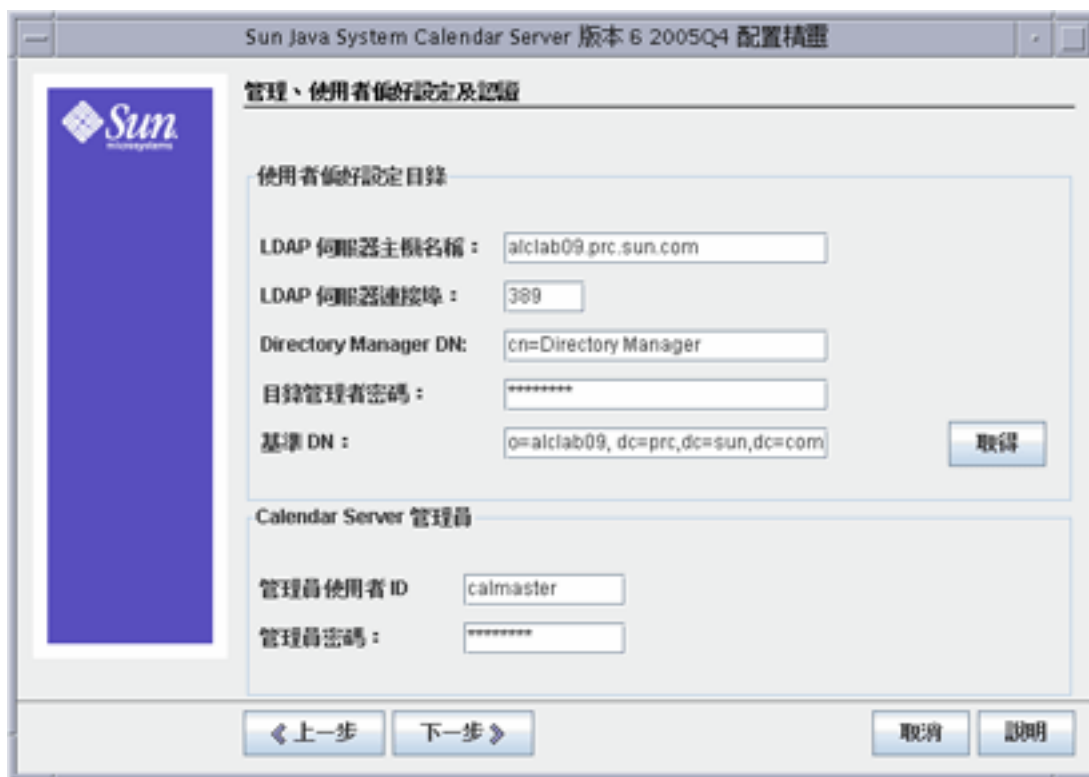 Sun Java System Calendar Server 版本 6 2005Q4 配置精靈
Sun
microsystems
管理、使用者偏好設定及認證
使用者偏好設定目錄
LDAP 伺服器主機名稱：
alclab09.prc.sun.com
LDAP 伺服器連接埠：
389
Directory Manager DN:
cn=Directory Manager
目錄管理者密碼：
********
基準 DN：
o=alclab09, dc=prc,dc=sun,dc=com
取得
Calendar Server 管理員
管理員使用者 ID
calmaster
管理員密碼：
********
上一步
下一步
取消
說明